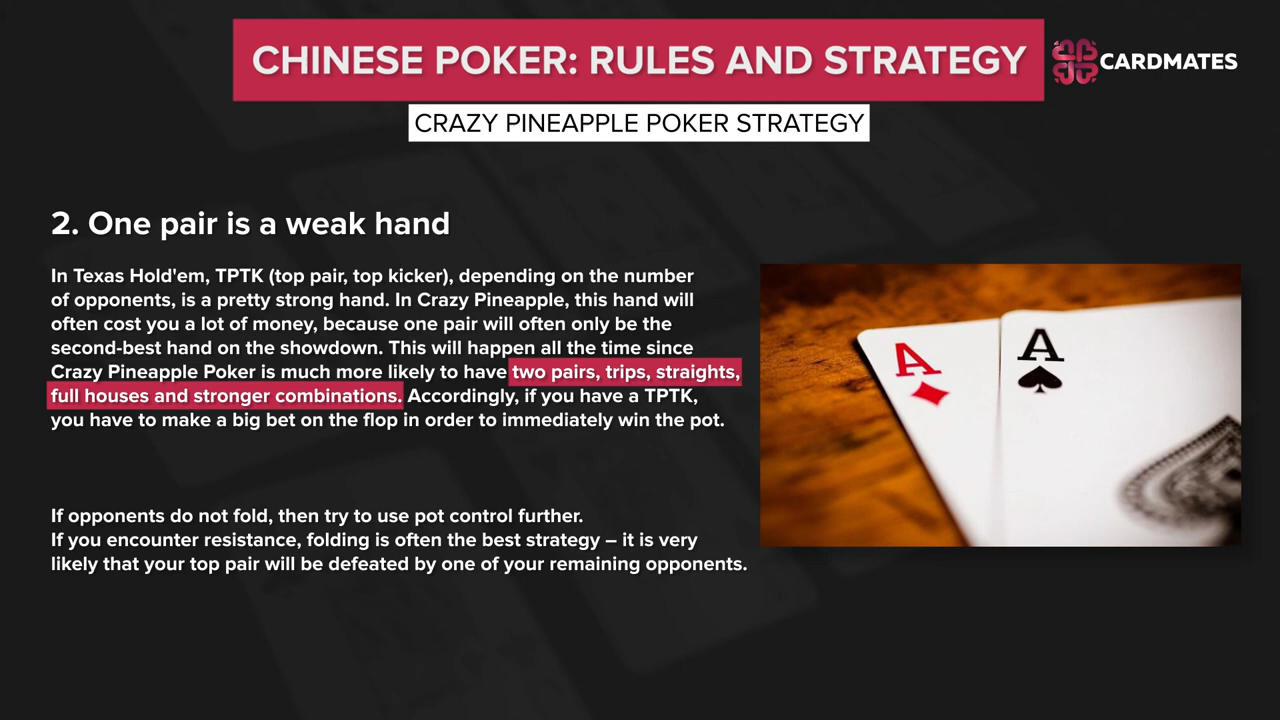 CHINESE POKER: RULES AND STRATEGY
CARDMATES
CRAZY PINEAPPLE POKER STRATEGY
2. One pair is a weak hand
In Texas Hold'em, TPTK (top pair, top kicker), depending on the number
of opponents, is a pretty strong hand. In Crazy Pineapple, this hand will
often cost you a lot of money, because one pair will often only be the
second-best hand on the showdown. This will happen all the time since
Crazy Pineapple Poker is much more likely to have two pairs, trips, straights,
full houses and stronger combinations. Accordingly, if you have a TPTK,
you have to make a big bet on the flop in order to immediately win the pot.
If opponents do not fold, then try to use pot control further.
If you encounter resistance, folding is often the best strategy – it is very
likely that your top pair will be defeated by one of your remaining opponents.
A
A